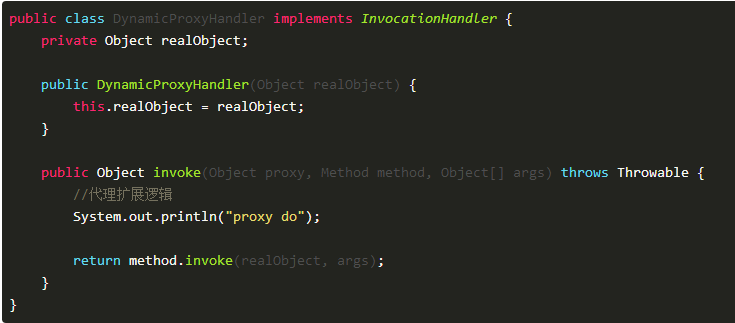 public class DynamicProxyHandler implements InvocationHandler {
    private Object realObject;

    public DynamicProxyHandler(Object realObject) {
        this.realObject = realObject;
    }

    public Object invoke(Object proxy, Method method, Object[] args) throws Throwable {
        //代理扩展逻辑
        System.out.println("proxy do");

        return method.invoke(realObject, args);
    }
}